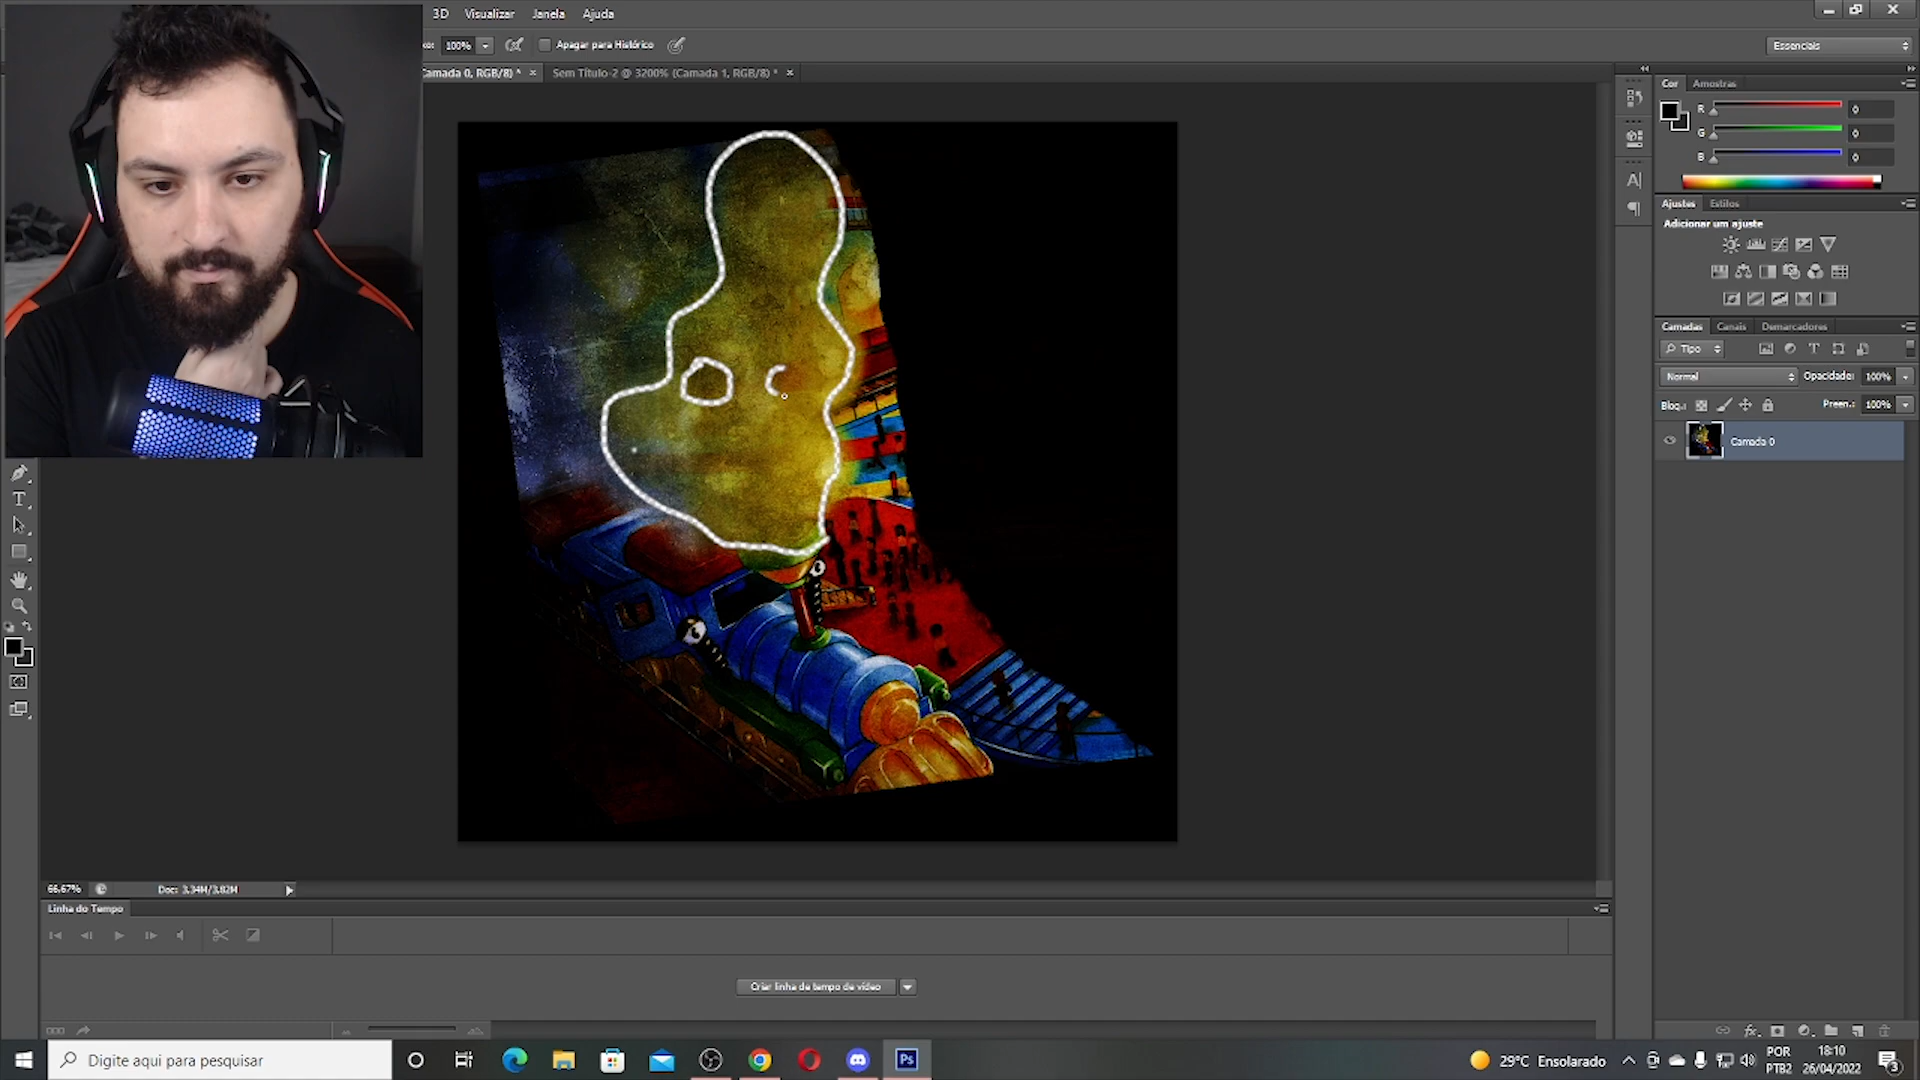 3D Visualizar Janela Ajuda
100% Apagar para Histórico
Essenciais
Camada 0, RGB/8) * × Sem Título-2 @ 3200% (Camada 1, RGB/8) * ×
Cor Amostras
R 0
G 0
B 0
Ajustes Estilos
Adicionar um ajuste
Camadas Canais Demarcadores
Tipo
Normal Opacidade: 100%
Bloq.: Preen.: 100%
Camada 0
66,67% Doc: 3,34M/3,82M
Linha do Tempo
Criar linha de tempo de vídeo
Digite aqui para pesquisar
Ps
29°C Ensolarado
POR
PTB2
18:10
26/04/2022
3